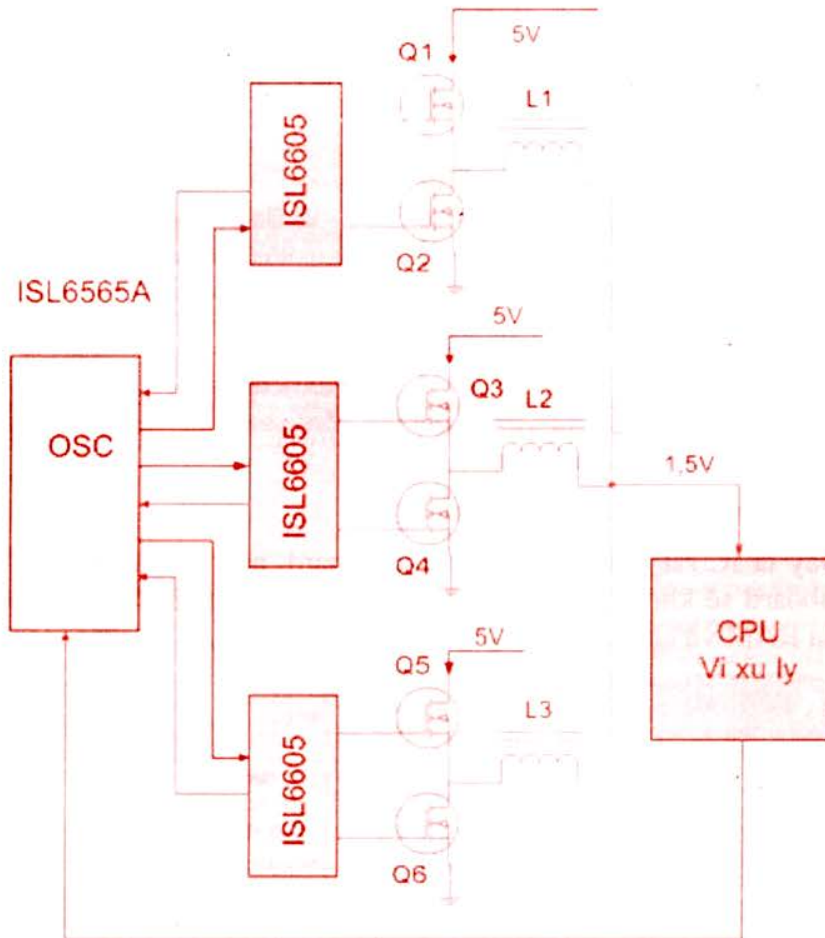 Q1
5V
L1
ISL6605
Q2
ISL6565A
5V
Q3
L2
OSC
ISL6605
1,5V
Q4
CPU
Vi xu ly
Q5
5V
L3
ISL6605
Q6